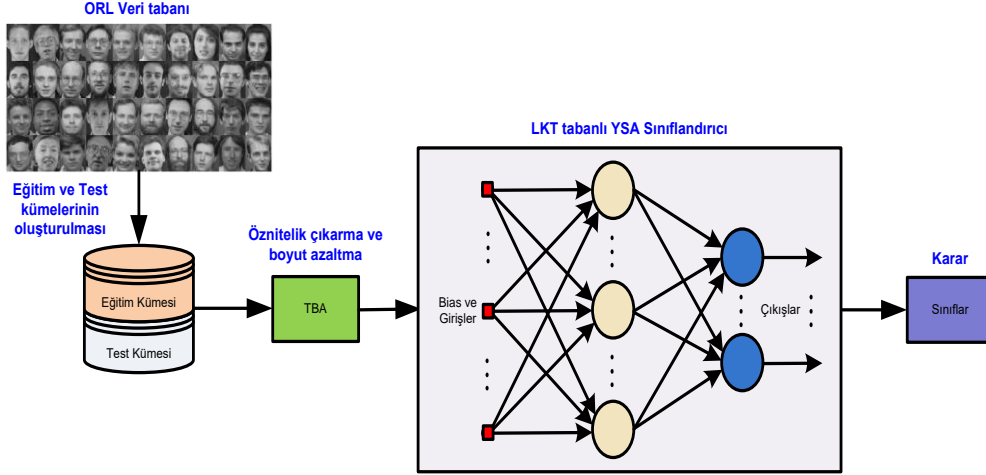 ORL Veri tabanı
Eğitim ve Test
kümelerinin
oluşturulması
Eğitim Kümesi
Test Kümesi
Öznitelik çıkarma ve
boyut azaltma
TBA
LKT tabanlı YSA Sınıflandırıcı
Bias ve
Girişler
Çıkışlar
Karar
Sınıflar